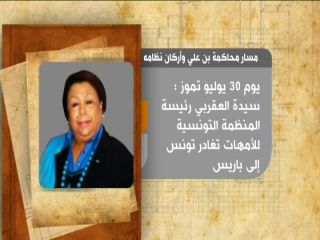 مسار محاكمة بن علي وأركان نظامه
يوم 30 يوليو تموز :
سيدة العقربي رئيسة
المنظمة التونسية
للأمهات تغادر تونس
إلى باريس